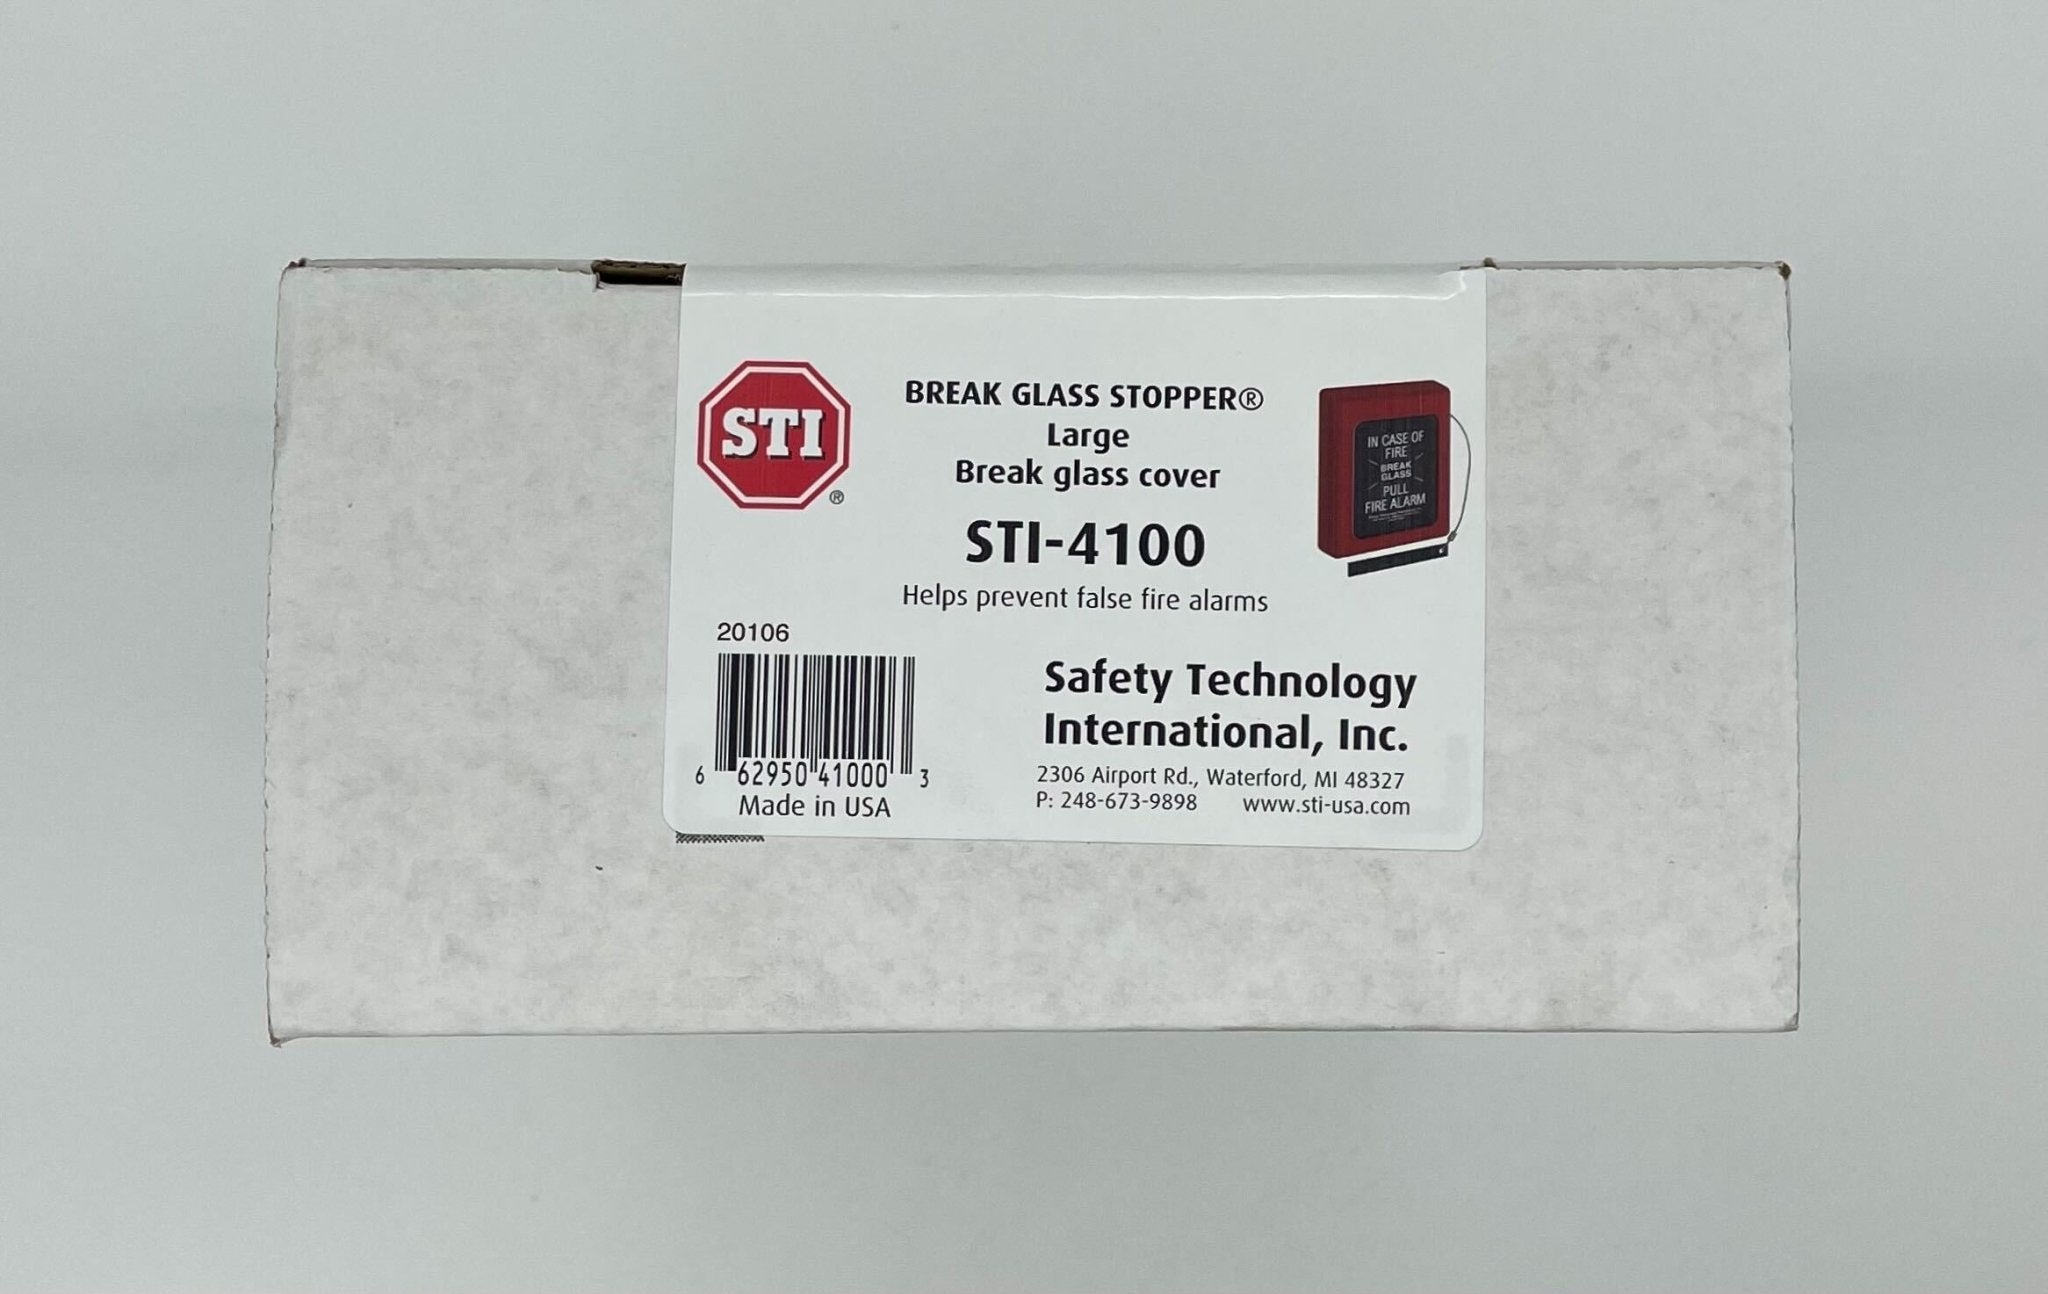 STI
®
BREAK GLASS STOPPER®
Large
Break glass cover
STI-4100
Helps prevent false fire alarms
IN CASE OF
FIRE
BREAK
GLASS
PULL
FIRE ALARM
20106
6 62950 41000 3
Made in USA
Safety Technology
International, Inc.
2306 Airport Rd., Waterford, MI 48327
P: 248-673-9898 www.sti-usa.com